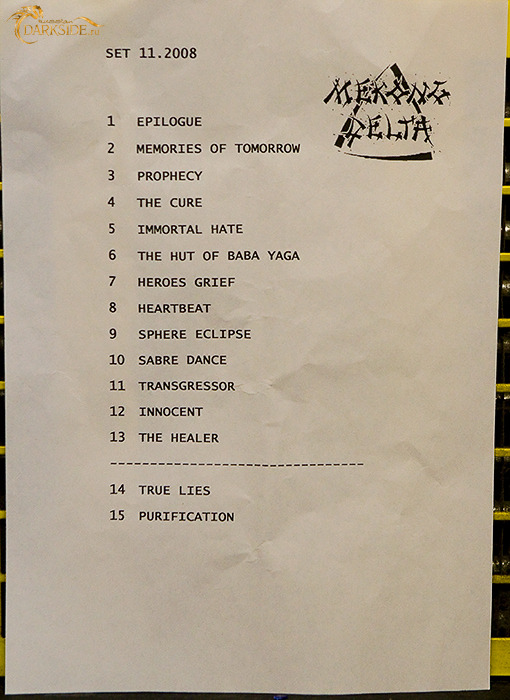 DARKSIDE.ru
SET 11.2008
MEKONG
DELTA
1 EPILOGUE
2 MEMORIES OF TOMORROW
3 PROPHECY
4 THE CURE
5 IMMORTAL HATE
6 THE HUT OF BABA YAGA
7 HEROES GRIEF
8 HEARTBEAT
9 SPHERE ECLIPSE
10 SABRE DANCE
11 TRANSGRESSOR
12 INNOCENT
13 THE HEALER
--------------------------------------
14 TRUE LIES
15 PURIFICATION